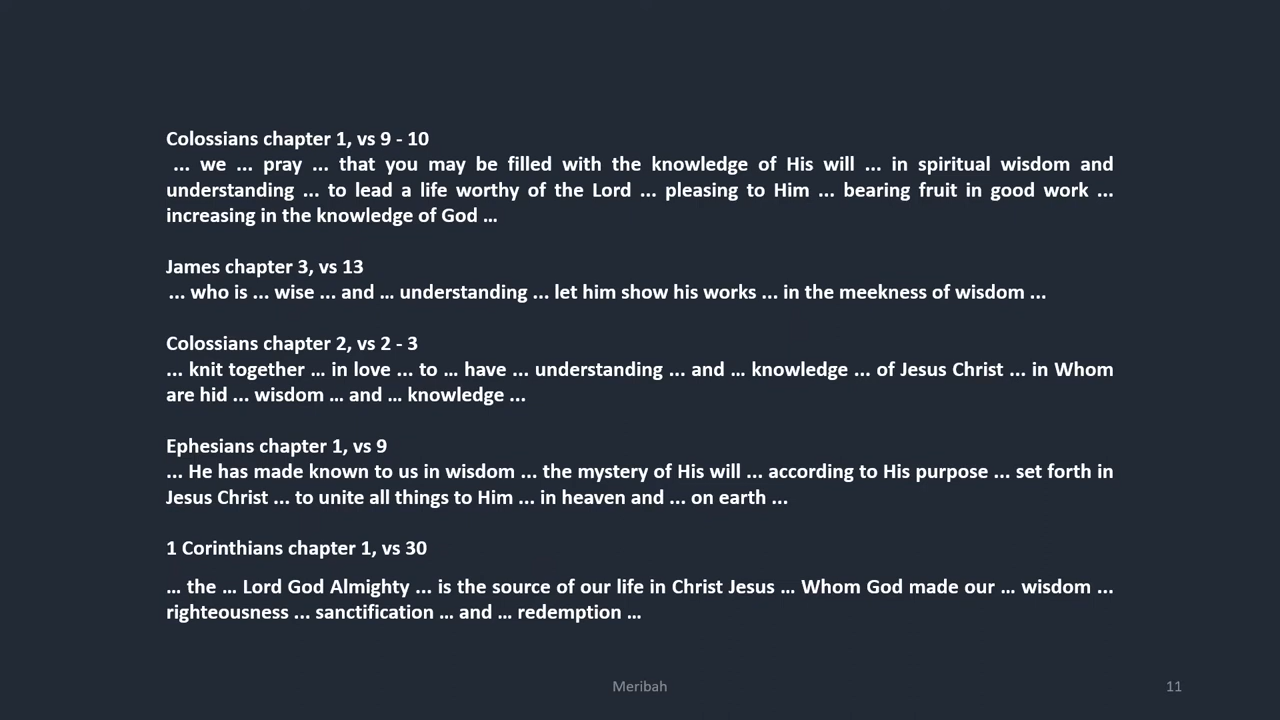 Colossians chapter 1, vs 9 - 10
... we ... pray ... that you may be filled with the knowledge of His will ... in spiritual wisdom and
understanding ... to lead a life worthy of the Lord ... pleasing to Him ... bearing fruit in good work ...
increasing in the knowledge of God ...
James chapter 3, vs 13
... who is ... wise ... and ... understanding ... let him show his works ... in the meekness of wisdom ...
Colossians chapter 2, vs 2 - 3
... knit together ... in love ... to ... have ... understanding ... and ... knowledge ... of Jesus Christ ... in Whom
are hid ... wisdom ... and ... knowledge ...
Ephesians chapter 1, vs 9
... He has made known to us in wisdom ... the mystery of His will ... according to His purpose ... set forth in
Jesus Christ ... to unite all things to Him ... in heaven and ... on earth ...
1 Corinthians chapter 1, vs 30
... the ... Lord God Almighty ... is the source of our life in Christ Jesus ... Whom God made our ... wisdom ...
righteousness ... sanctification ... and ... redemption ...
Meribah
11